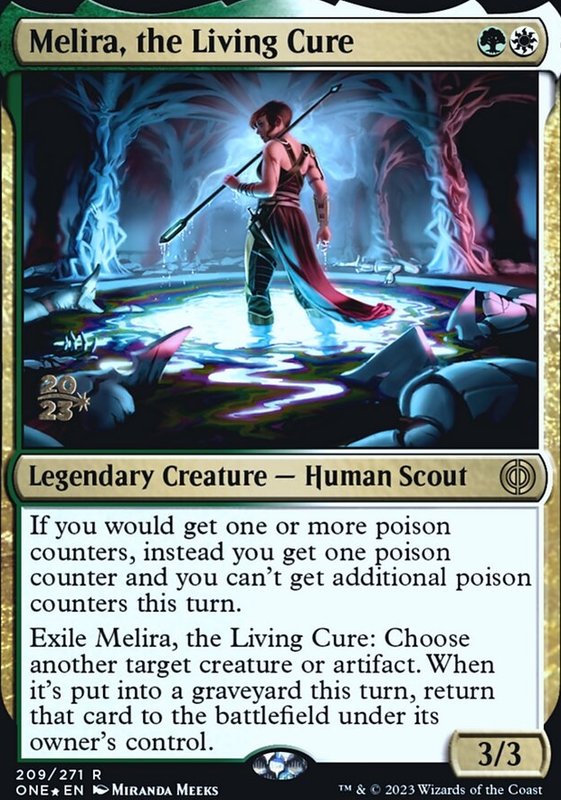 Melira, the Living Cure
20
23
Legendary Creature — Human Scout
If you would get one or more poison
counters, instead you get one poison
counter and you can't get additional poison
counters this turn.
Exile Melira, the Living Cure: Choose
another target creature or artifact. When
it's put into a graveyard this turn, return
that card to the battlefield under its
owner's control.
3/3
209/271 R
ONE★EN Miranda Meeks
™ & © 2023 Wizards of the Coast